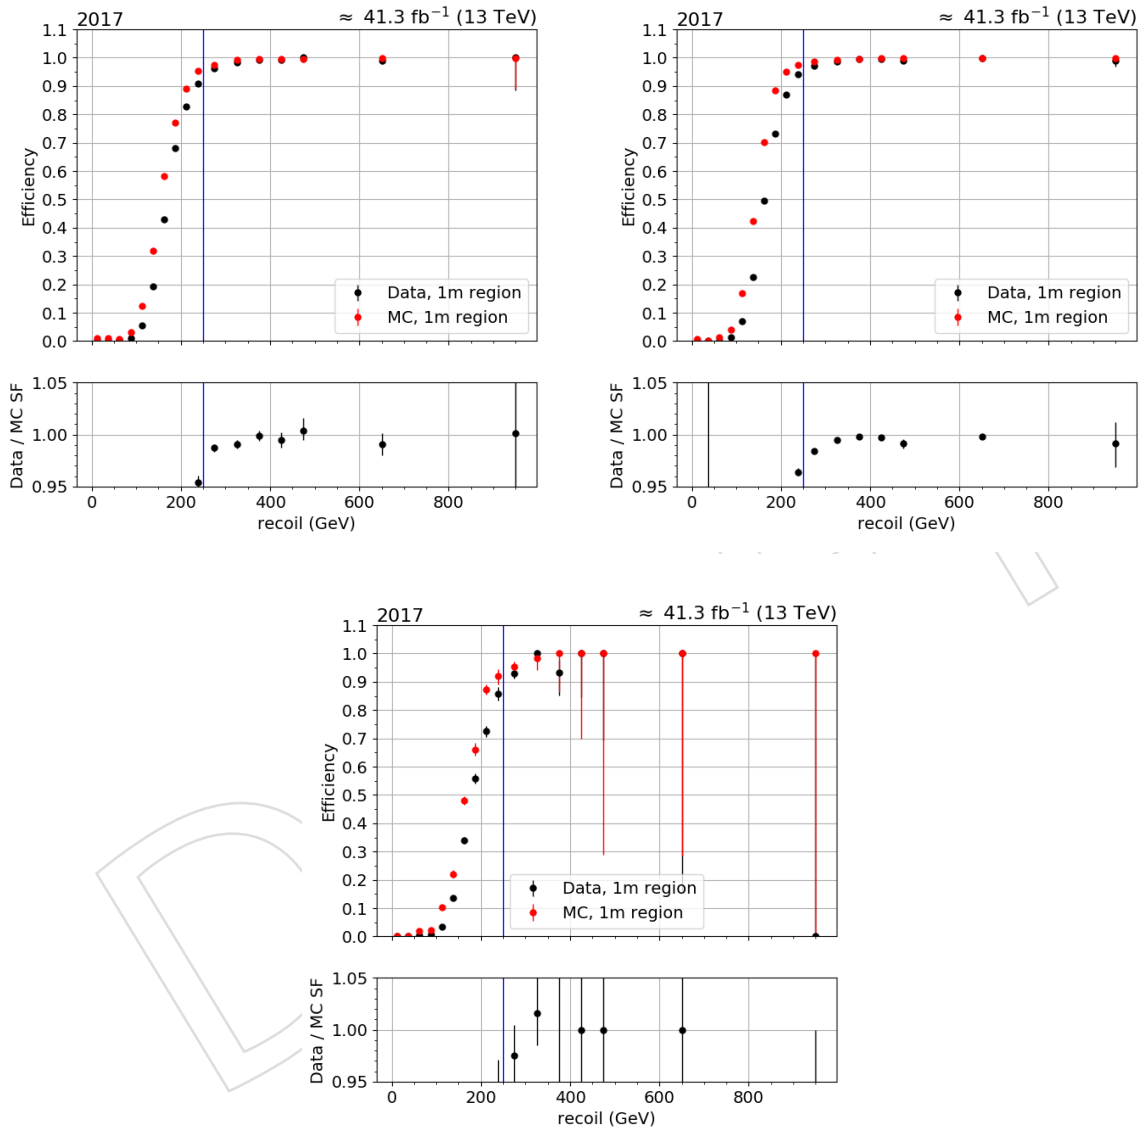 2017 ≈ 41.3 fb⁻¹ (13 TeV)
1.1
1.0
0.9
0.8
0.7
0.6
0.5
0.4
0.3
0.2
0.1
0.0
Efficiency
Data, 1m region
MC, 1m region
1.05
1.00
0.95
Data / MC SF
0 200 400 600 800
recoil (GeV)
2017 ≈ 41.3 fb⁻¹ (13 TeV)
1.1
1.0
0.9
0.8
0.7
0.6
0.5
0.4
0.3
0.2
0.1
0.0
Efficiency
Data, 1m region
MC, 1m region
1.05
1.00
0.95
Data / MC SF
0 200 400 600 800
recoil (GeV)
2017 ≈ 41.3 fb⁻¹ (13 TeV)
1.1
1.0
0.9
0.8
0.7
0.6
0.5
0.4
0.3
0.2
0.1
0.0
Efficiency
Data, 1m region
MC, 1m region
1.05
1.00
0.95
Data / MC SF
0 200 400 600 800
recoil (GeV)